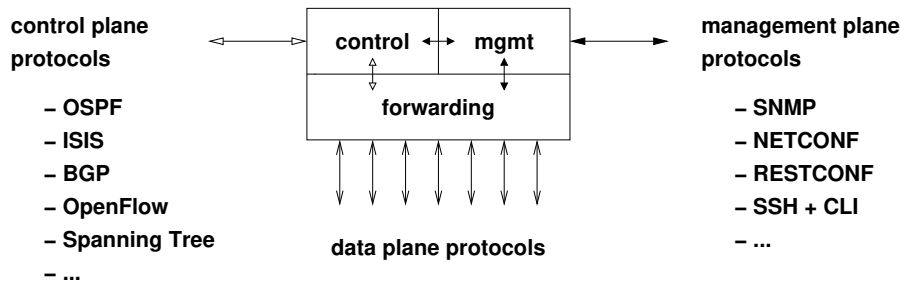 control plane
protocols
– OSPF
– ISIS
– BGP
– OpenFlow
– Spanning Tree
– ...
control
mgmt
forwarding
data plane protocols
management plane
protocols
– SNMP
– NETCONF
– RESTCONF
– SSH + CLI
– ...